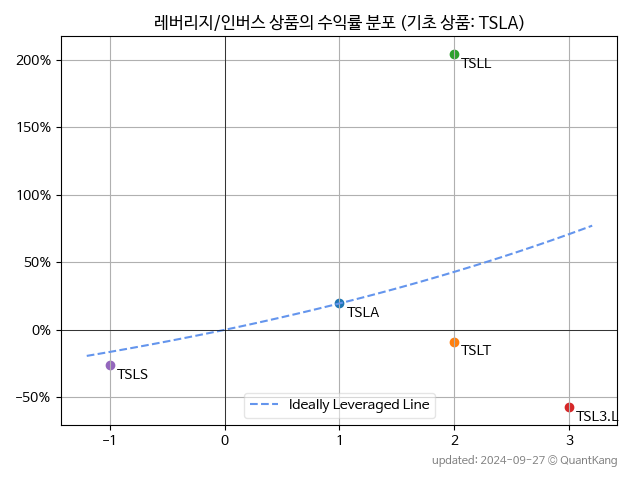 레버리지/인버스 상품의 수익률 분포 (기초 상품: TSLA)
200%
150%
100%
50%
0%
−50%
TSLL
TSLA
TSLT
TSLS
TSL3.L
Ideally Leveraged Line
−1
0
1
2
3
updated: 2024-09-27 © QuantKang